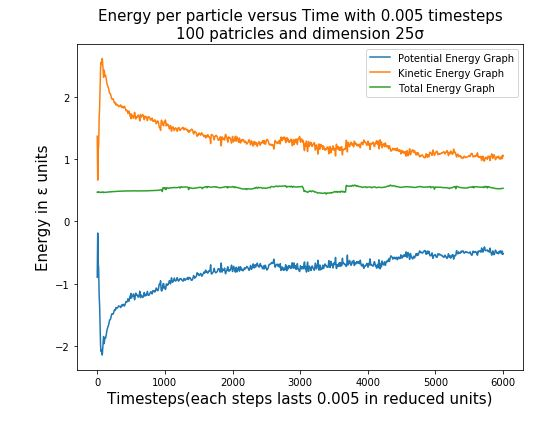 Energy per particle versus Time with 0.005 timesteps
100 patricles and dimension 25σ
Potential Energy Graph
Kinetic Energy Graph
Total Energy Graph
Energy in ε units
2
1
0
−1
−2
0 1000 2000 3000 4000 5000 6000
Timesteps(each steps lasts 0.005 in reduced units)